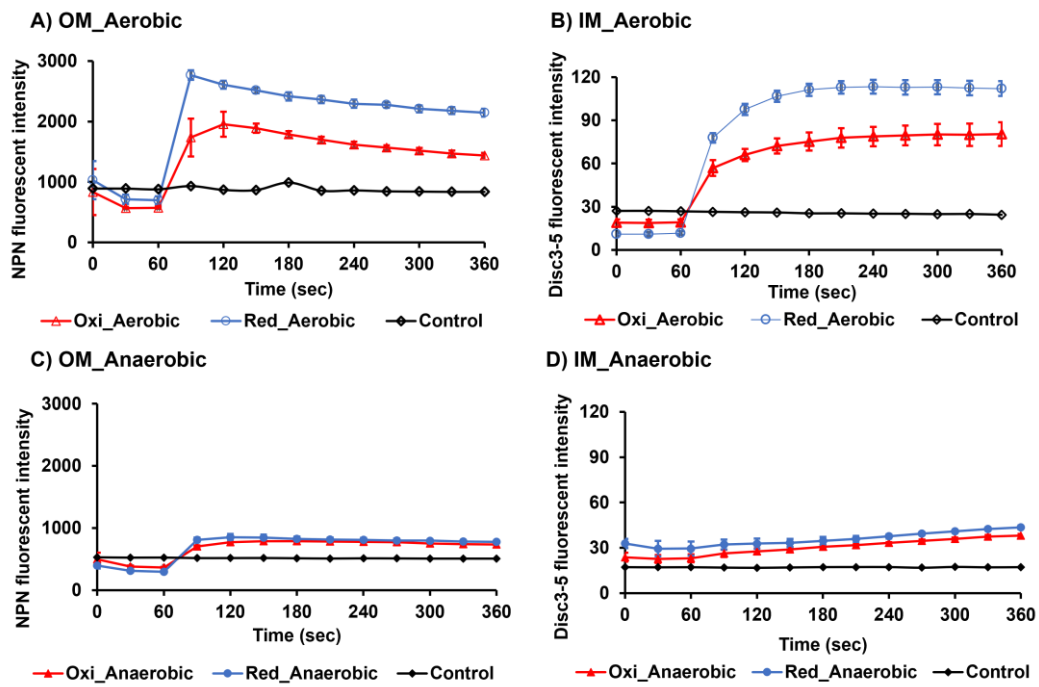 A) OM_Aerobic
NPN fluorescent intensity
3000
2000
1000
0
0 60 120 180 240 300 360
Time (sec)
Oxi_Aerobic Red_Aerobic Control
B) IM_Aerobic
Disc3-5 fluorescent intensity
120
90
60
30
0
0 60 120 180 240 300 360
Time (sec)
Oxi_Aerobic Red_Aerobic Control
C) OM_Anaerobic
NPN fluorescent intensity
3000
2000
1000
0
0 60 120 180 240 300 360
Time (sec)
Oxi_Anaerobic Red_Anaerobic Control
D) IM_Anaerobic
Disc3-5 fluorescent intensity
120
90
60
30
0
0 60 120 180 240 300 360
Time (sec)
Oxi_Anaerobic Red_Anaerobic Control